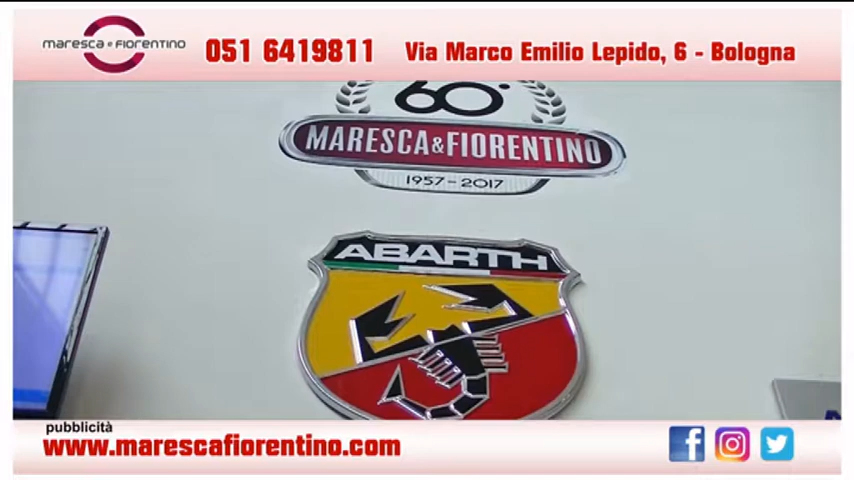 maresca e fiorentino
051 6419811 Via Marco Emilio Lepido, 6 - Bologna
60°
MARESCA&FIORENTINO
1957-2017
ABARTH
pubblicità
www.marescafiorentino.com